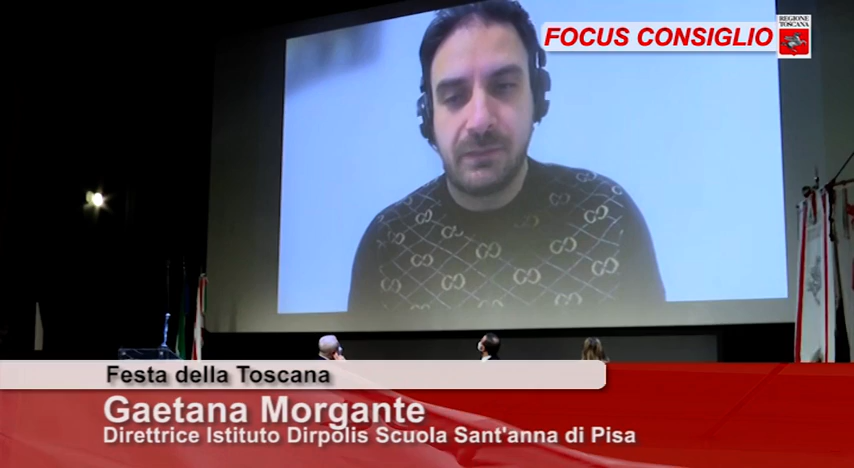 FOCUS CONSIGLIO
REGIONE
TOSCANA
Festa della Toscana
Gaetana Morgante
Direttrice Istituto Dirpolis Scuola Sant'anna di Pisa